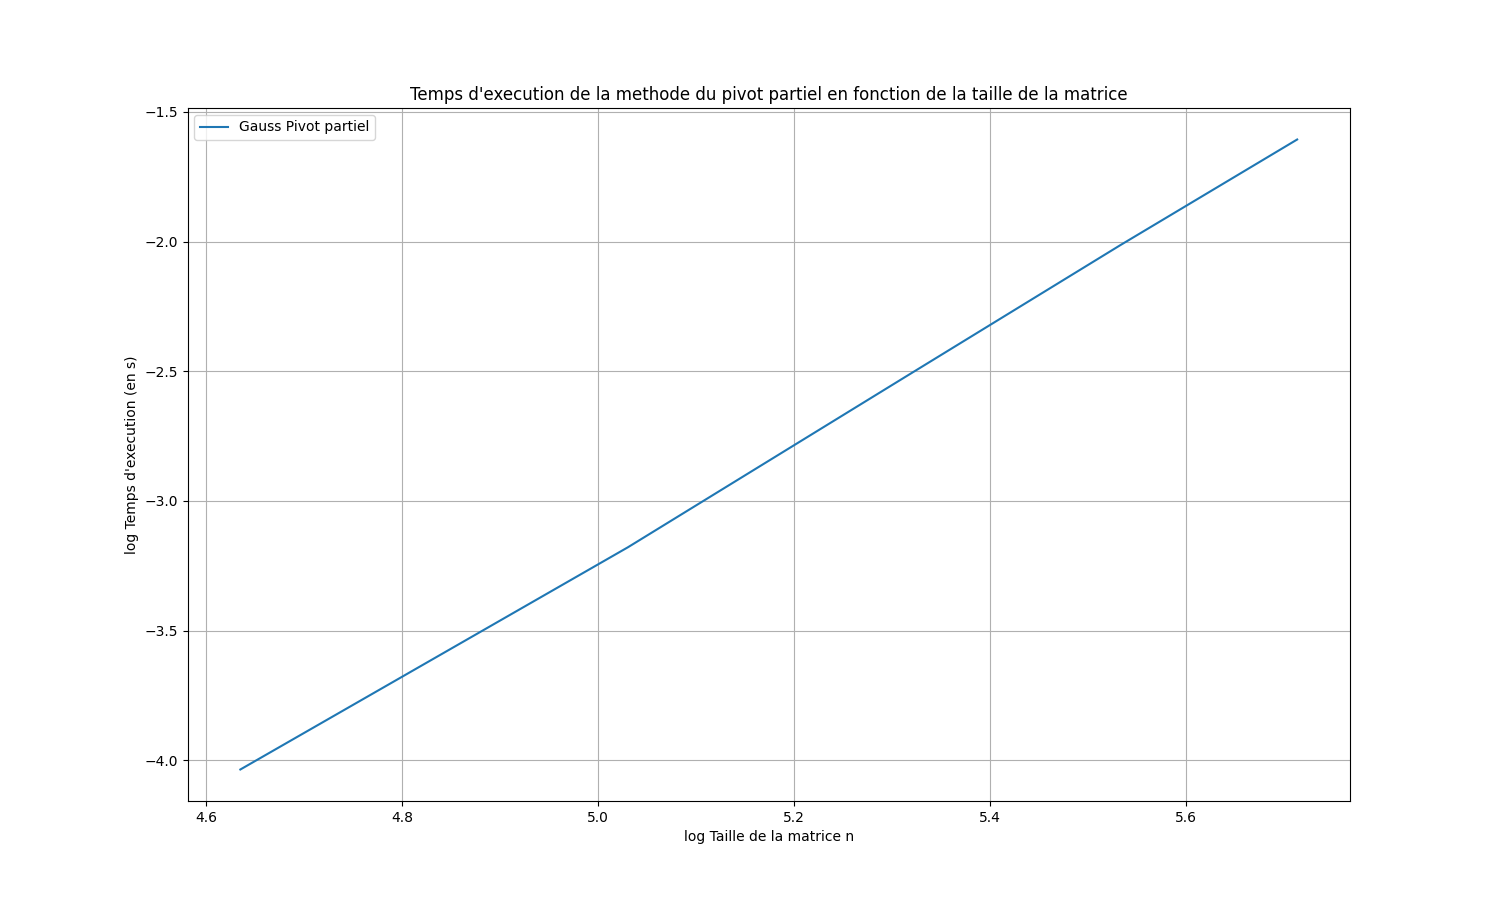 Temps d'execution de la methode du pivot partiel en fonction de la taille de la matrice
Gauss Pivot partiel
log Temps d'execution (en s)
−1.5
−2.0
−2.5
−3.0
−3.5
−4.0
4.6 4.8 5.0 5.2 5.4 5.6
log Taille de la matrice n